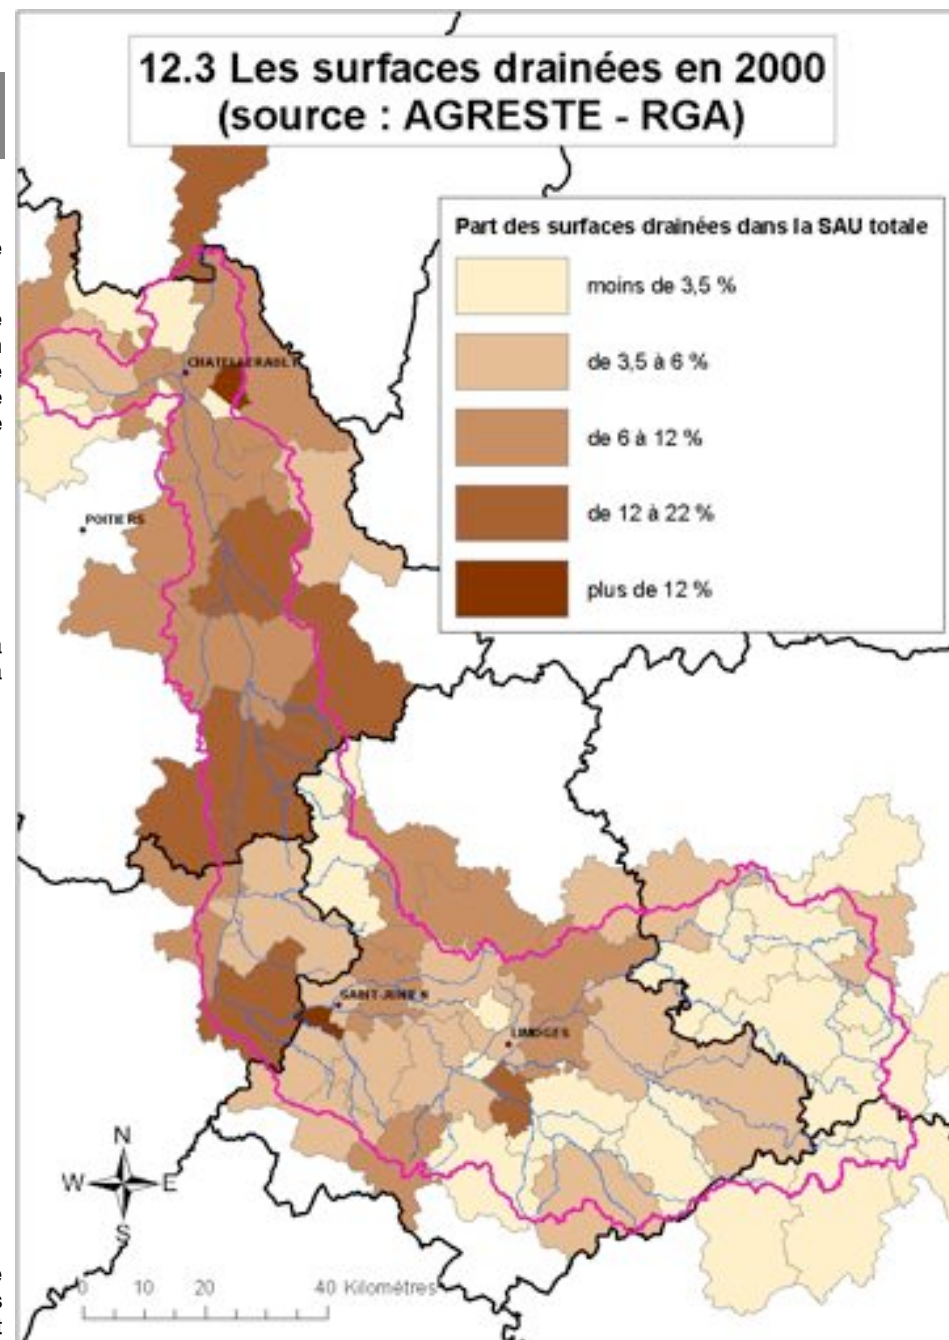 12.3 Les surfaces drainées en 2000
(source : AGRESTE - RGA)
Part des surfaces drainées dans la SAU totale
moins de 3,5 %
de 3,5 à 6 %
de 6 à 12 %
de 12 à 22 %
plus de 12 %
CHATELLERAULT
POITIERS
SAINT-JUNIEN
LIMOGES
N
W E
S
0 10 20 40 Kilomètres